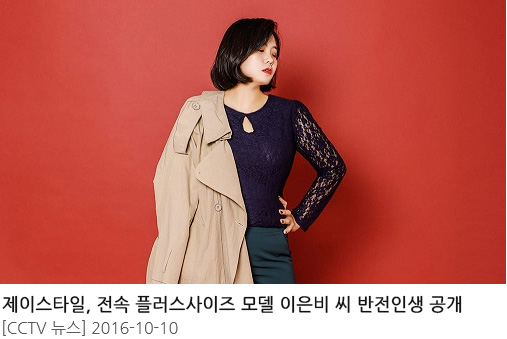 제이스타일, 전속 플러스사이즈 모델 이은비 씨 반전인생 공개
[CCTV 뉴스] 2016-10-10